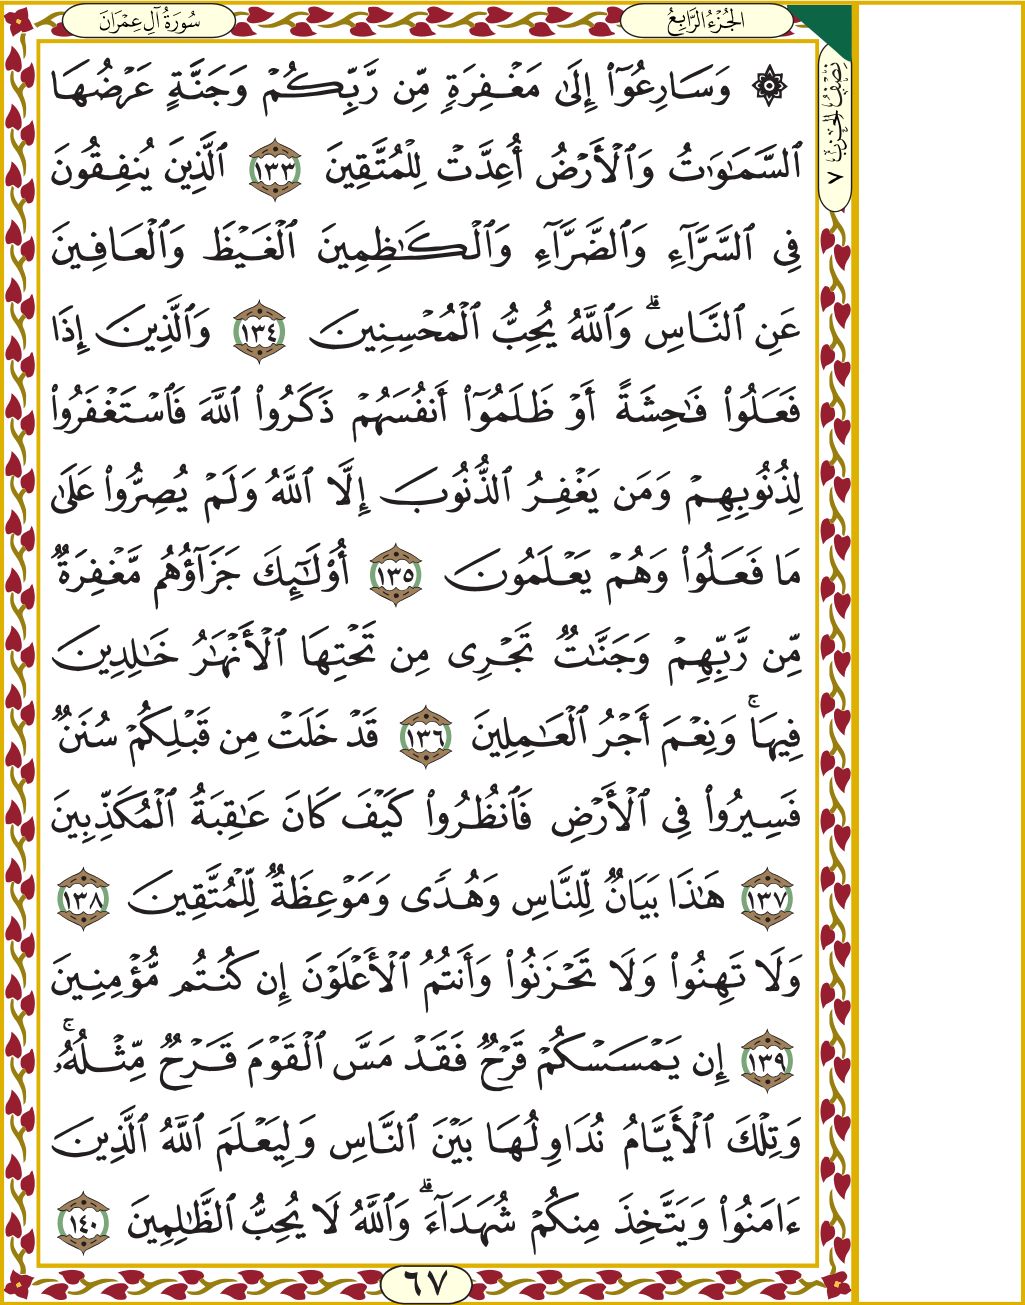 سُورَةُ آلِ عِمْرَانَ
الجُزْءُ الرَّابِعُ
نِصْفُ الحِزْبِ ٧
۞ وَسَارِعُوٓا۟ إِلَىٰ مَغْفِرَةٍ مِّن رَّبِّكُمْ وَجَنَّةٍ عَرْضُهَا
ٱلسَّمَـٰوَٰتُ وَٱلْأَرْضُ أُعِدَّتْ لِلْمُتَّقِينَ ١٣٣ ٱلَّذِينَ يُنفِقُونَ
فِى ٱلسَّرَّآءِ وَٱلضَّرَّآءِ وَٱلْكَـٰظِمِينَ ٱلْغَيْظَ وَٱلْعَافِينَ
عَنِ ٱلنَّاسِ ۗ وَٱللَّهُ يُحِبُّ ٱلْمُحْسِنِينَ ١٣٤ وَٱلَّذِينَ إِذَا
فَعَلُوا۟ فَـٰحِشَةً أَوْ ظَلَمُوٓا۟ أَنفُسَهُمْ ذَكَرُوا۟ ٱللَّهَ فَٱسْتَغْفَرُوا۟
لِذُنُوبِهِمْ وَمَن يَغْفِرُ ٱلذُّنُوبَ إِلَّا ٱللَّهُ وَلَمْ يُصِرُّوا۟ عَلَىٰ
مَا فَعَلُوا۟ وَهُمْ يَعْلَمُونَ ١٣٥ أُو۟لَـٰٓئِكَ جَزَآؤُهُم مَّغْفِرَةٌ
مِّن رَّبِّهِمْ وَجَنَّـٰتٌ تَجْرِى مِن تَحْتِهَا ٱلْأَنْهَـٰرُ خَـٰلِدِينَ
فِيهَا ۚ وَنِعْمَ أَجْرُ ٱلْعَـٰمِلِينَ ١٣٦ قَدْ خَلَتْ مِن قَبْلِكُمْ سُنَنٌ
فَسِيرُوا۟ فِى ٱلْأَرْضِ فَٱنظُرُوا۟ كَيْفَ كَانَ عَـٰقِبَةُ ٱلْمُكَذِّبِينَ
١٣٧ هَـٰذَا بَيَانٌ لِّلنَّاسِ وَهُدًى وَمَوْعِظَةٌ لِّلْمُتَّقِينَ ١٣٨
وَلَا تَهِنُوا۟ وَلَا تَحْزَنُوا۟ وَأَنتُمُ ٱلْأَعْلَوْنَ إِن كُنتُم مُّؤْمِنِينَ
١٣٩ إِن يَمْسَسْكُمْ قَرْحٌ فَقَدْ مَسَّ ٱلْقَوْمَ قَرْحٌ مِّثْلُهُۥ ۚ
وَتِلْكَ ٱلْأَيَّامُ نُدَاوِلُهَا بَيْنَ ٱلنَّاسِ وَلِيَعْلَمَ ٱللَّهُ ٱلَّذِينَ
ءَامَنُوا۟ وَيَتَّخِذَ مِنكُمْ شُهَدَآءَ ۗ وَٱللَّهُ لَا يُحِبُّ ٱلظَّـٰلِمِينَ ١٤٠
٦٧